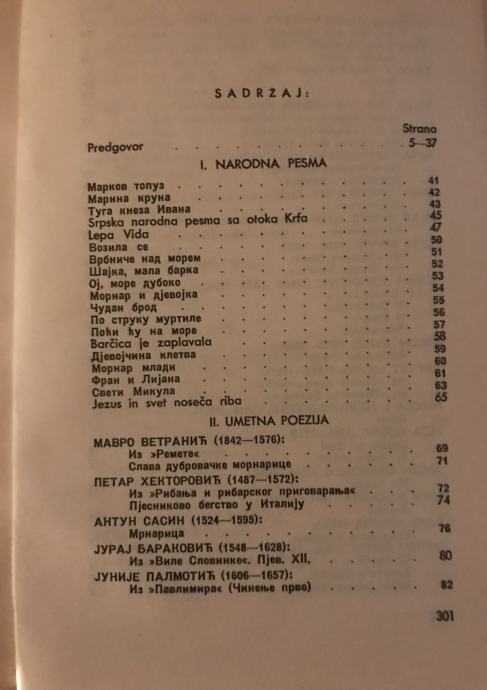 SADRŽAJ:
Strana
Predgovor . . . . . . . . . 5—37
I. NARODNA PESMA
Марков топуз . . . . . . . . . . 41
Марина круна . . . . . . . . . . 42
Туга кнеза Ивана . . . . . . . . . 43
Srpska narodna pesma sa otoka Krfa . . . . . 45
Lepa Vida . . . . . . . . . . 47
Возила се . . . . . . . . . . 50
Врбниче над морем . . . . . . . . 51
Шајка, мала барка . . . . . . . . 52
Ој, море дубоко . . . . . . . . . 53
Морнар и дјевојка . . . . . . . . 54
Чудан брод . . . . . . . . . . 55
По струку муртиле . . . . . . . . 56
Поћи ћу на море . . . . . . . . 57
Barčica je zaplavala . . . . . . . . 58
Дјевојчина клетва . . . . . . . . 59
Морнар млади . . . . . . . . . 60
Фран и Лијана . . . . . . . . . 61
Свети Микула . . . . . . . . . 63
Jezus in svet noseča riba . . . . . . . 65
II. UMETNA POEZIJA
МАВРО ВЕТРАНИЋ (1842—1576):
Из »Ремете« . . . . . . . . . 69
Слава дубровачке морнарице . . . . . 71
ПЕТАР ХЕКТОРОВИЋ (1487—1572):
Из »Рибања и рибарског приговарања« . . . 72
Пјесниково бегство у Италију . . . . . 74
АНТУН САСИН (1524—1595):
Мрнарица . . . . . . . . . 76
ЈУРАЈ БАРАКОВИЋ (1548—1628):
Из »Виле Словинке«. Пјев. XII. . . . . . 80
ЈУНИЈЕ ПАЛМОТИЋ (1606—1657):
Из »Павлимира« (Чинење прво) . . . . . 82
301